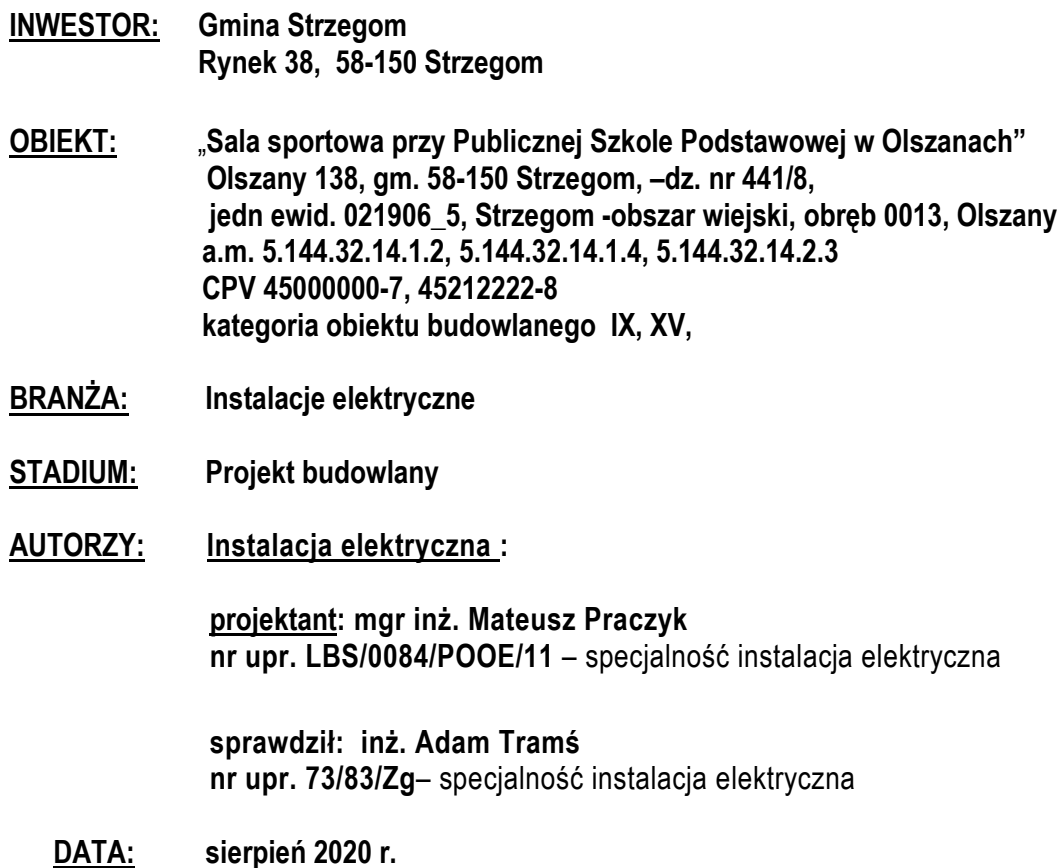 INWESTOR: Gmina Strzegom
Rynek 38, 58-150 Strzegom
OBIEKT: „Sala sportowa przy Publicznej Szkole Podstawowej w Olszanach”
Olszany 138, gm. 58-150 Strzegom, –dz. nr 441/8,
jedn ewid. 021906_5, Strzegom -obszar wiejski, obręb 0013, Olszany
a.m. 5.144.32.14.1.2, 5.144.32.14.1.4, 5.144.32.14.2.3
CPV 45000000-7, 45212222-8
kategoria obiektu budowlanego IX, XV,
BRANŻA: Instalacje elektryczne
STADIUM: Projekt budowlany
AUTORZY: Instalacja elektryczna :
projektant: mgr inż. Mateusz Praczyk
nr upr. LBS/0084/POOE/11 – specjalność instalacja elektryczna
sprawdził: inż. Adam Tramś
nr upr. 73/83/Zg– specjalność instalacja elektryczna
DATA: sierpień 2020 r.